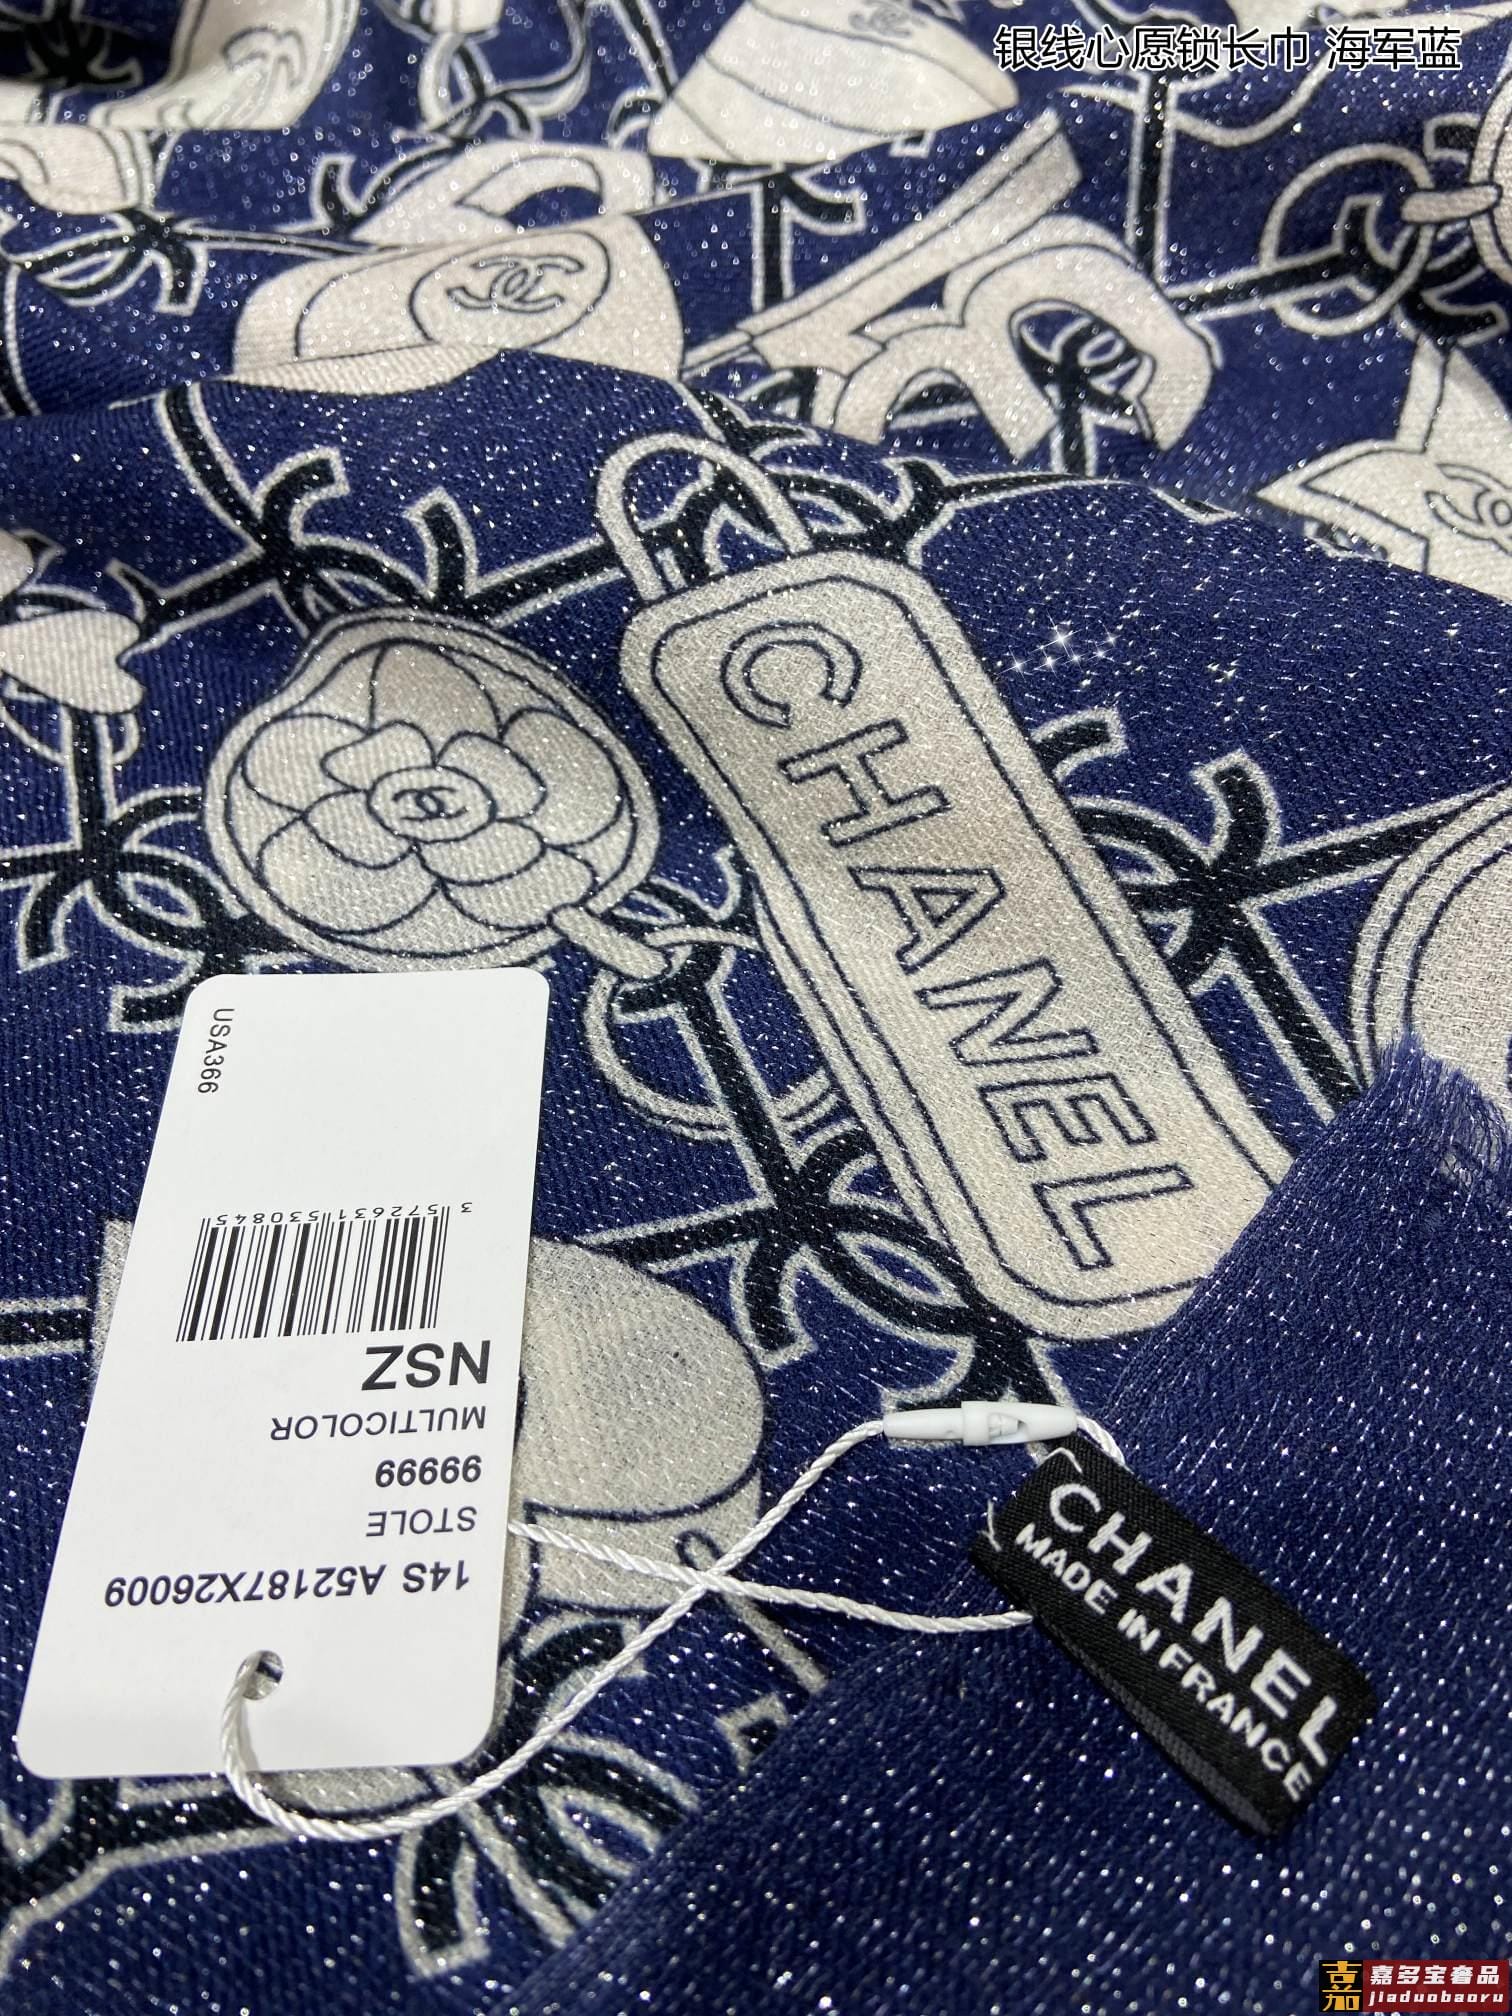 银线心愿锁长巾 海军蓝
CHANEL
USA366
3 572631 530845
NSZ
MULTICOLOR
99999
STOLE
14S A52187X26009
CHANEL
MADE IN FRANCE
嘉多宝奢品
jiaduobaoru